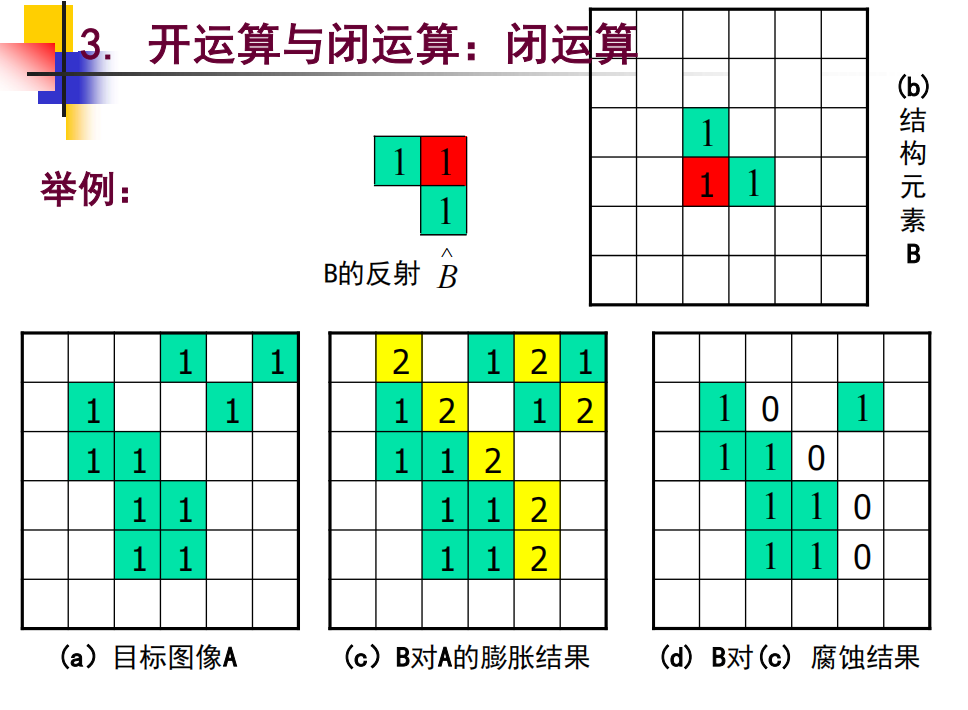 3. 开运算与闭运算：闭运算
举例：
1 1
1
B的反射 B̂
1
1 1
(b)
结
构
元
素
B
1 1
1 1
1 1
1 1
1 1
2 1 2 1
1 2 1 2
1 1 2
1 1 2
1 1 2
1 0 1
1 1 0
1 1 0
1 1 0
(a) 目标图像A
(c) B对A的膨胀结果
(d) B对(c) 腐蚀结果